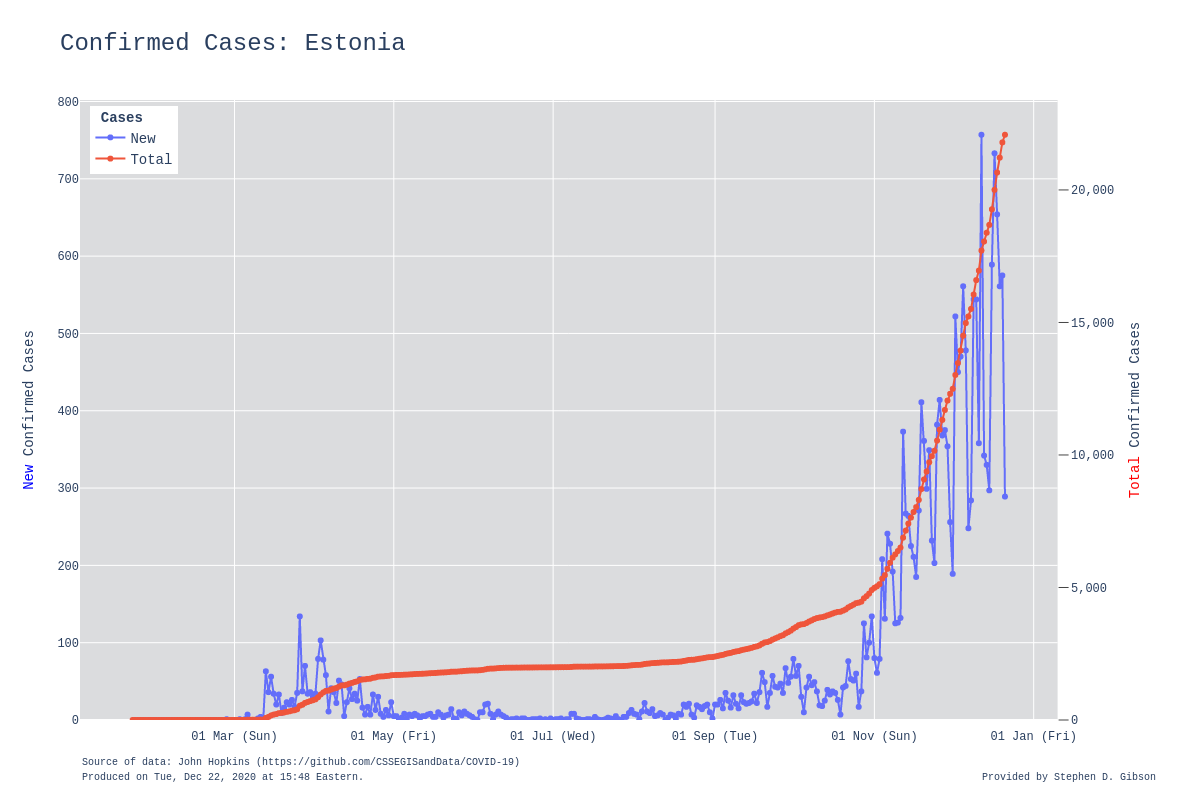 Confirmed Cases: Estonia
Cases
New
Total
800
700
600
500
400
300
200
100
0
20,000
15,000
10,000
5,000
0
New Confirmed Cases
Total Confirmed Cases
01 Mar (Sun)
01 May (Fri)
01 Jul (Wed)
01 Sep (Tue)
01 Nov (Sun)
01 Jan (Fri)
Source of data: John Hopkins (https://github.com/CSSEGISandData/COVID-19)
Produced on Tue, Dec 22, 2020 at 15:48 Eastern.
Provided by Stephen D. Gibson